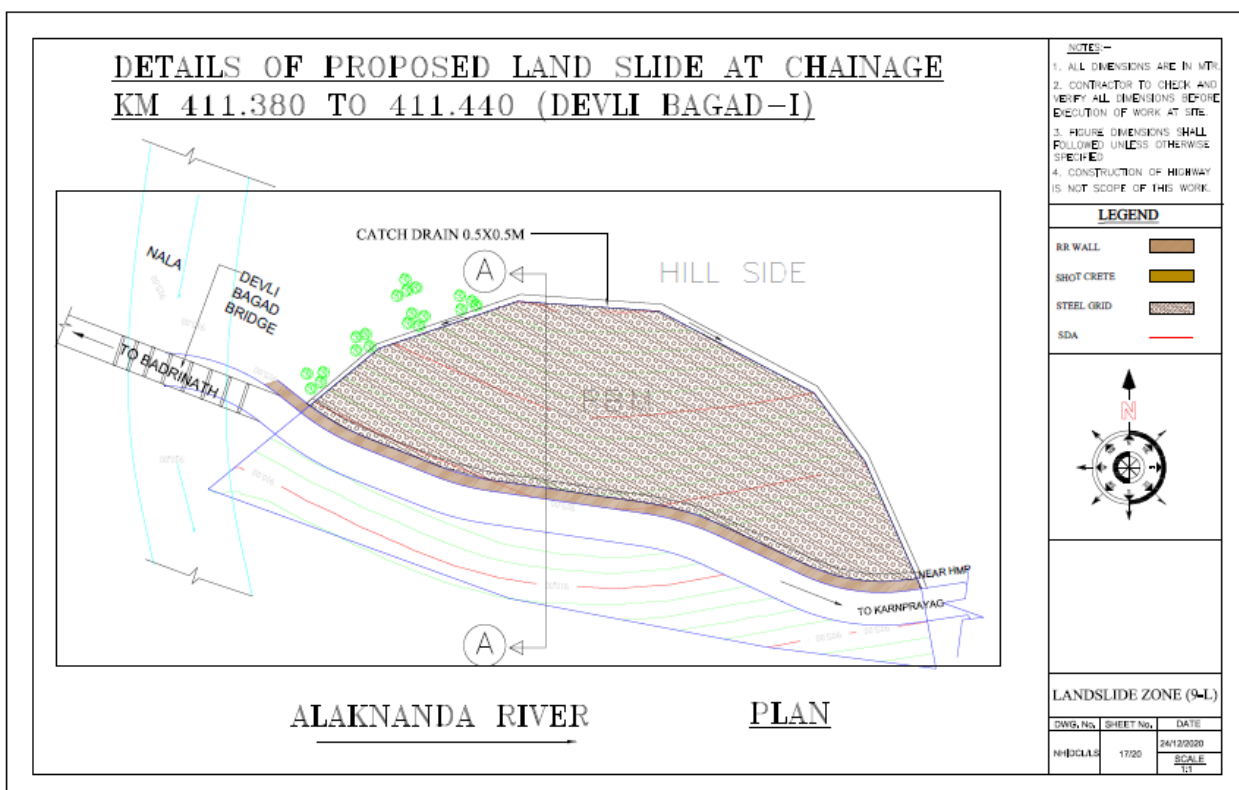 DETAILS OF PROPOSED LAND SLIDE AT CHAINAGE
KM 411.380 TO 411.440 (DEVLI BAGAD-I)
CATCH DRAIN 0.5X0.5M
A
HILL SIDE
NALA
DEVLI
BAGAD
BRIDGE
TO BADRINATH
NEAR HMP
TO KARNPRAYAG
A
ALAKNANDA RIVER
PLAN
NOTES:-
1. ALL DIMENSIONS ARE IN MTR.
2. CONTRACTOR TO CHECK AND
VERIFY ALL DIMENSIONS BEFORE
EXECUTION OF WORK AT SITE.
3. FIGURE DIMENSIONS SHALL
FOLLOWED UNLESS OTHERWISE
SPECIFIED
4. CONSTRUCTION OF HIGHWAY
IS NOT SCOPE OF THIS WORK.
LEGEND
RR WALL
SHOT CRETE
STEEL GRID
SDA
N
LANDSLIDE ZONE (9-L)
DWG, No, SHEET No, DATE
NHIDCL/LS 17/20 24/12/2020
SCALE
1:1